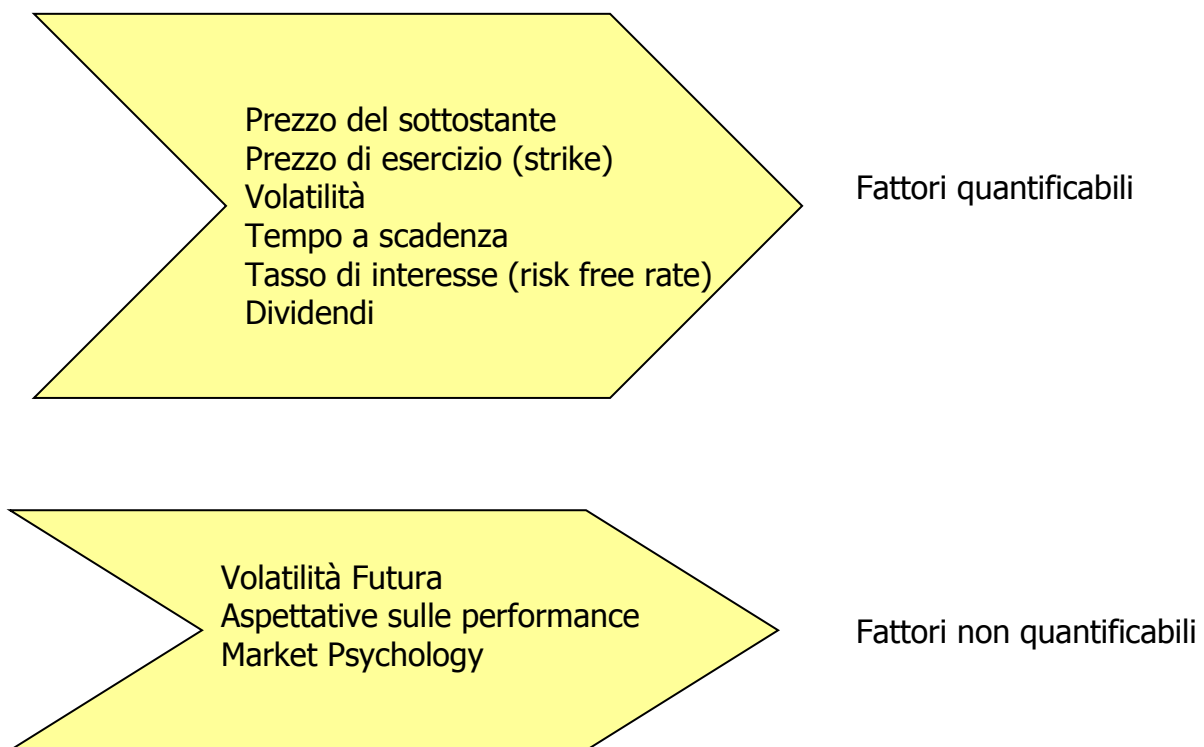 Prezzo del sottostante
Prezzo di esercizio (strike)
Volatilità
Tempo a scadenza
Tasso di interesse (risk free rate)
Dividendi
Fattori quantificabili
Volatilità Futura
Aspettative sulle performance
Market Psychology
Fattori non quantificabili